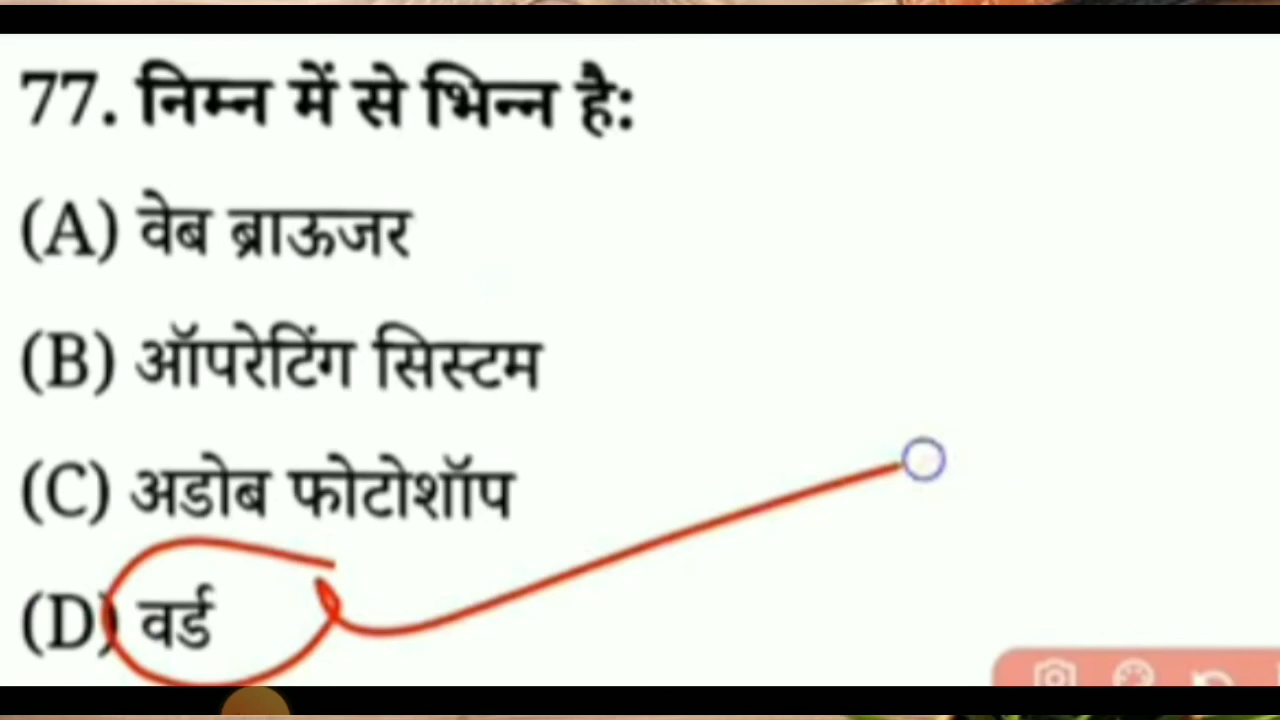 77. निम्न में से भिन्न है:
(A) वेब ब्राऊजर
(B) ऑपरेटिंग सिस्टम
(C) अडोब फोटोशॉप
(D) वर्ड